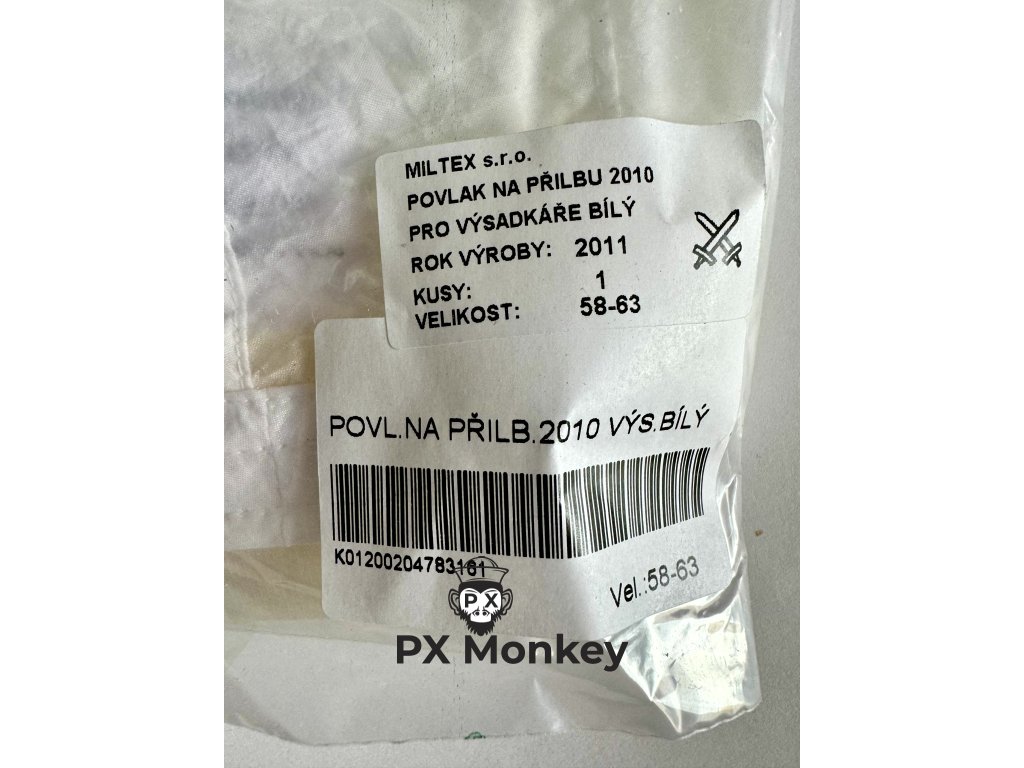 MILTEX s.r.o.
POVLAK NA PŘILBU 2010
PRO VÝSADKÁŘE BÍLÝ
ROK VÝROBY: 2011
KUSY: 1
VELIKOST: 58-63
POVL.NA PŘILB.2010 VÝS.BÍLÝ
K01200204783161
Vel.:58-63
PX
PX Monkey